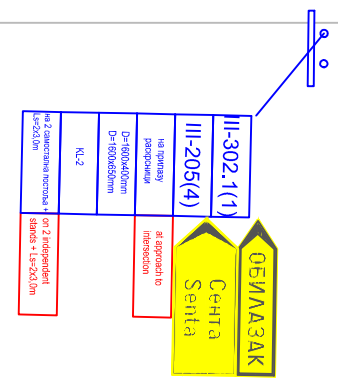 III-302.1(1)
III-205(4)
на прилазу
раскрсници
D=1600x400mm
D=1600x650mm
KL-2
на 2 самостална постоља +
Ls=2x3,0m
at approach to
intersection
on 2 independent
stands + Ls=2x3,0m
ОБИЛАЗАК
Сента
Senta